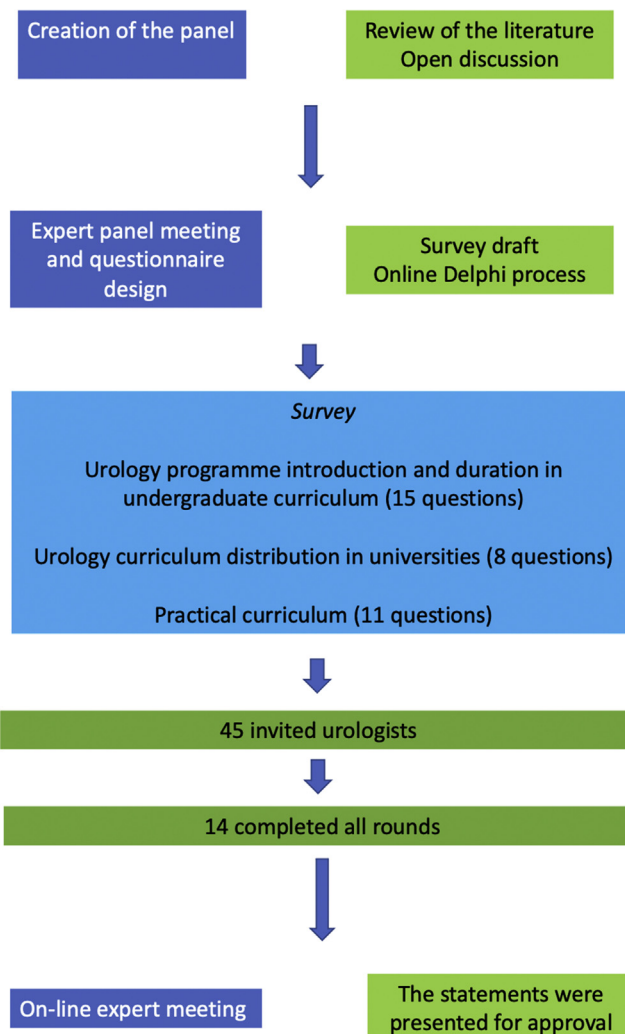 Creation of the panel
Review of the literature
Open discussion
Expert panel meeting
and questionnaire
design
Survey draft
Online Delphi process
Survey
Urology programme introduction and duration in
undergraduate curriculum (15 questions)
Urology curriculum distribution in universities (8 questions)
Practical curriculum (11 questions)
45 invited urologists
14 completed all rounds
On-line expert meeting
The statements were
presented for approval